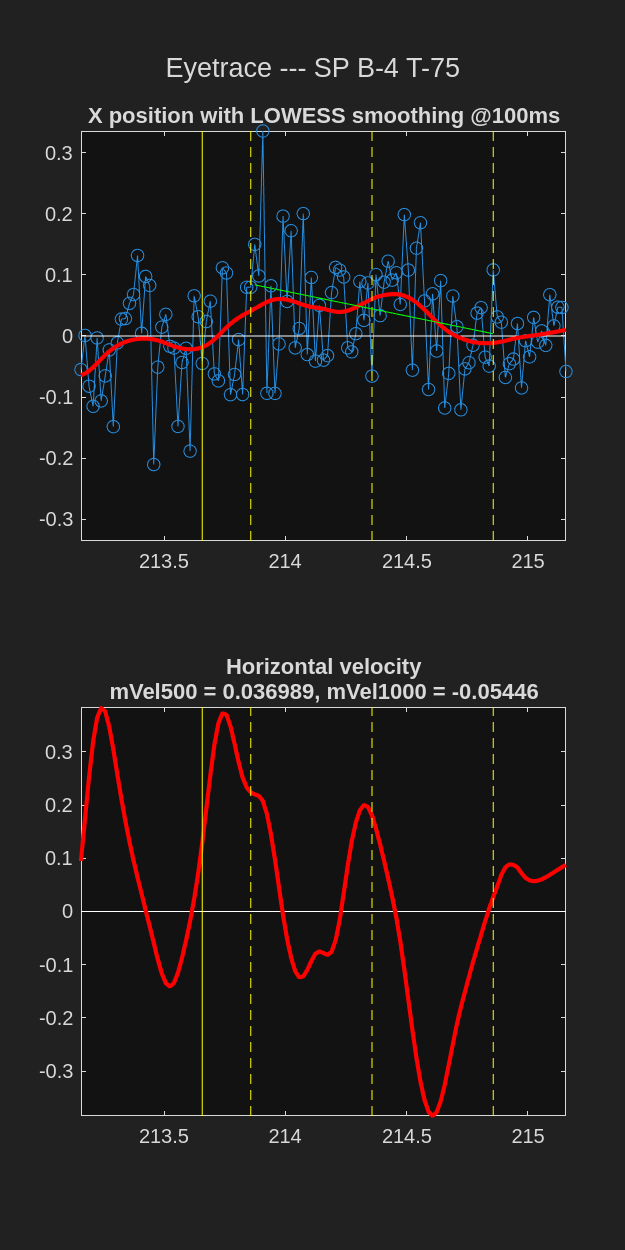 Eyetrace --- SP B-4 T-75
X position with LOWESS smoothing @100ms
0.3
0.2
0.1
0
-0.1
-0.2
-0.3
213.5 214 214.5 215
Horizontal velocity
mVel500 = 0.036989, mVel1000 = -0.05446
0.3
0.2
0.1
0
-0.1
-0.2
-0.3
213.5 214 214.5 215